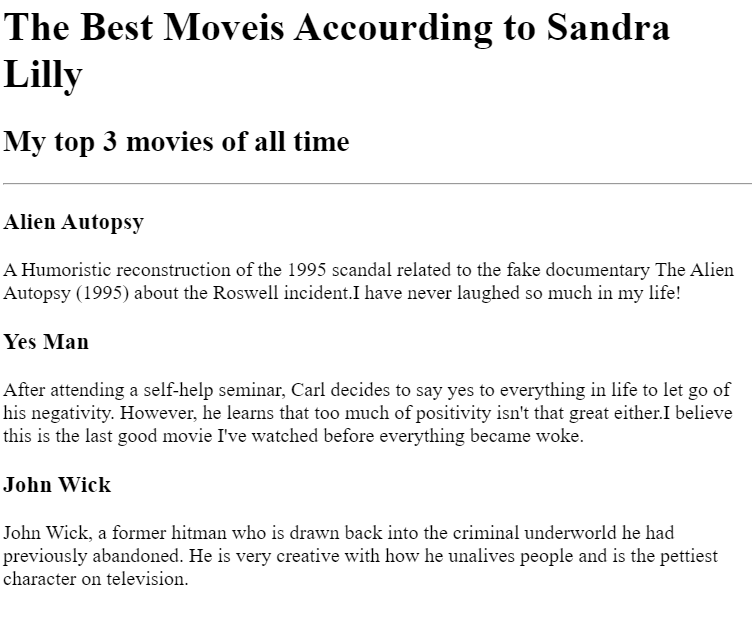 The Best Moveis Accourding to Sandra
Lilly
My top 3 movies of all time
Alien Autopsy
A Humoristic reconstruction of the 1995 scandal related to the fake documentary The Alien
Autopsy (1995) about the Roswell incident.I have never laughed so much in my life!
Yes Man
After attending a self-help seminar, Carl decides to say yes to everything in life to let go of
his negativity. However, he learns that too much of positivity isn't that great either.I believe
this is the last good movie I've watched before everything became woke.
John Wick
John Wick, a former hitman who is drawn back into the criminal underworld he had
previously abandoned. He is very creative with how he unalives people and is the pettiest
character on television.